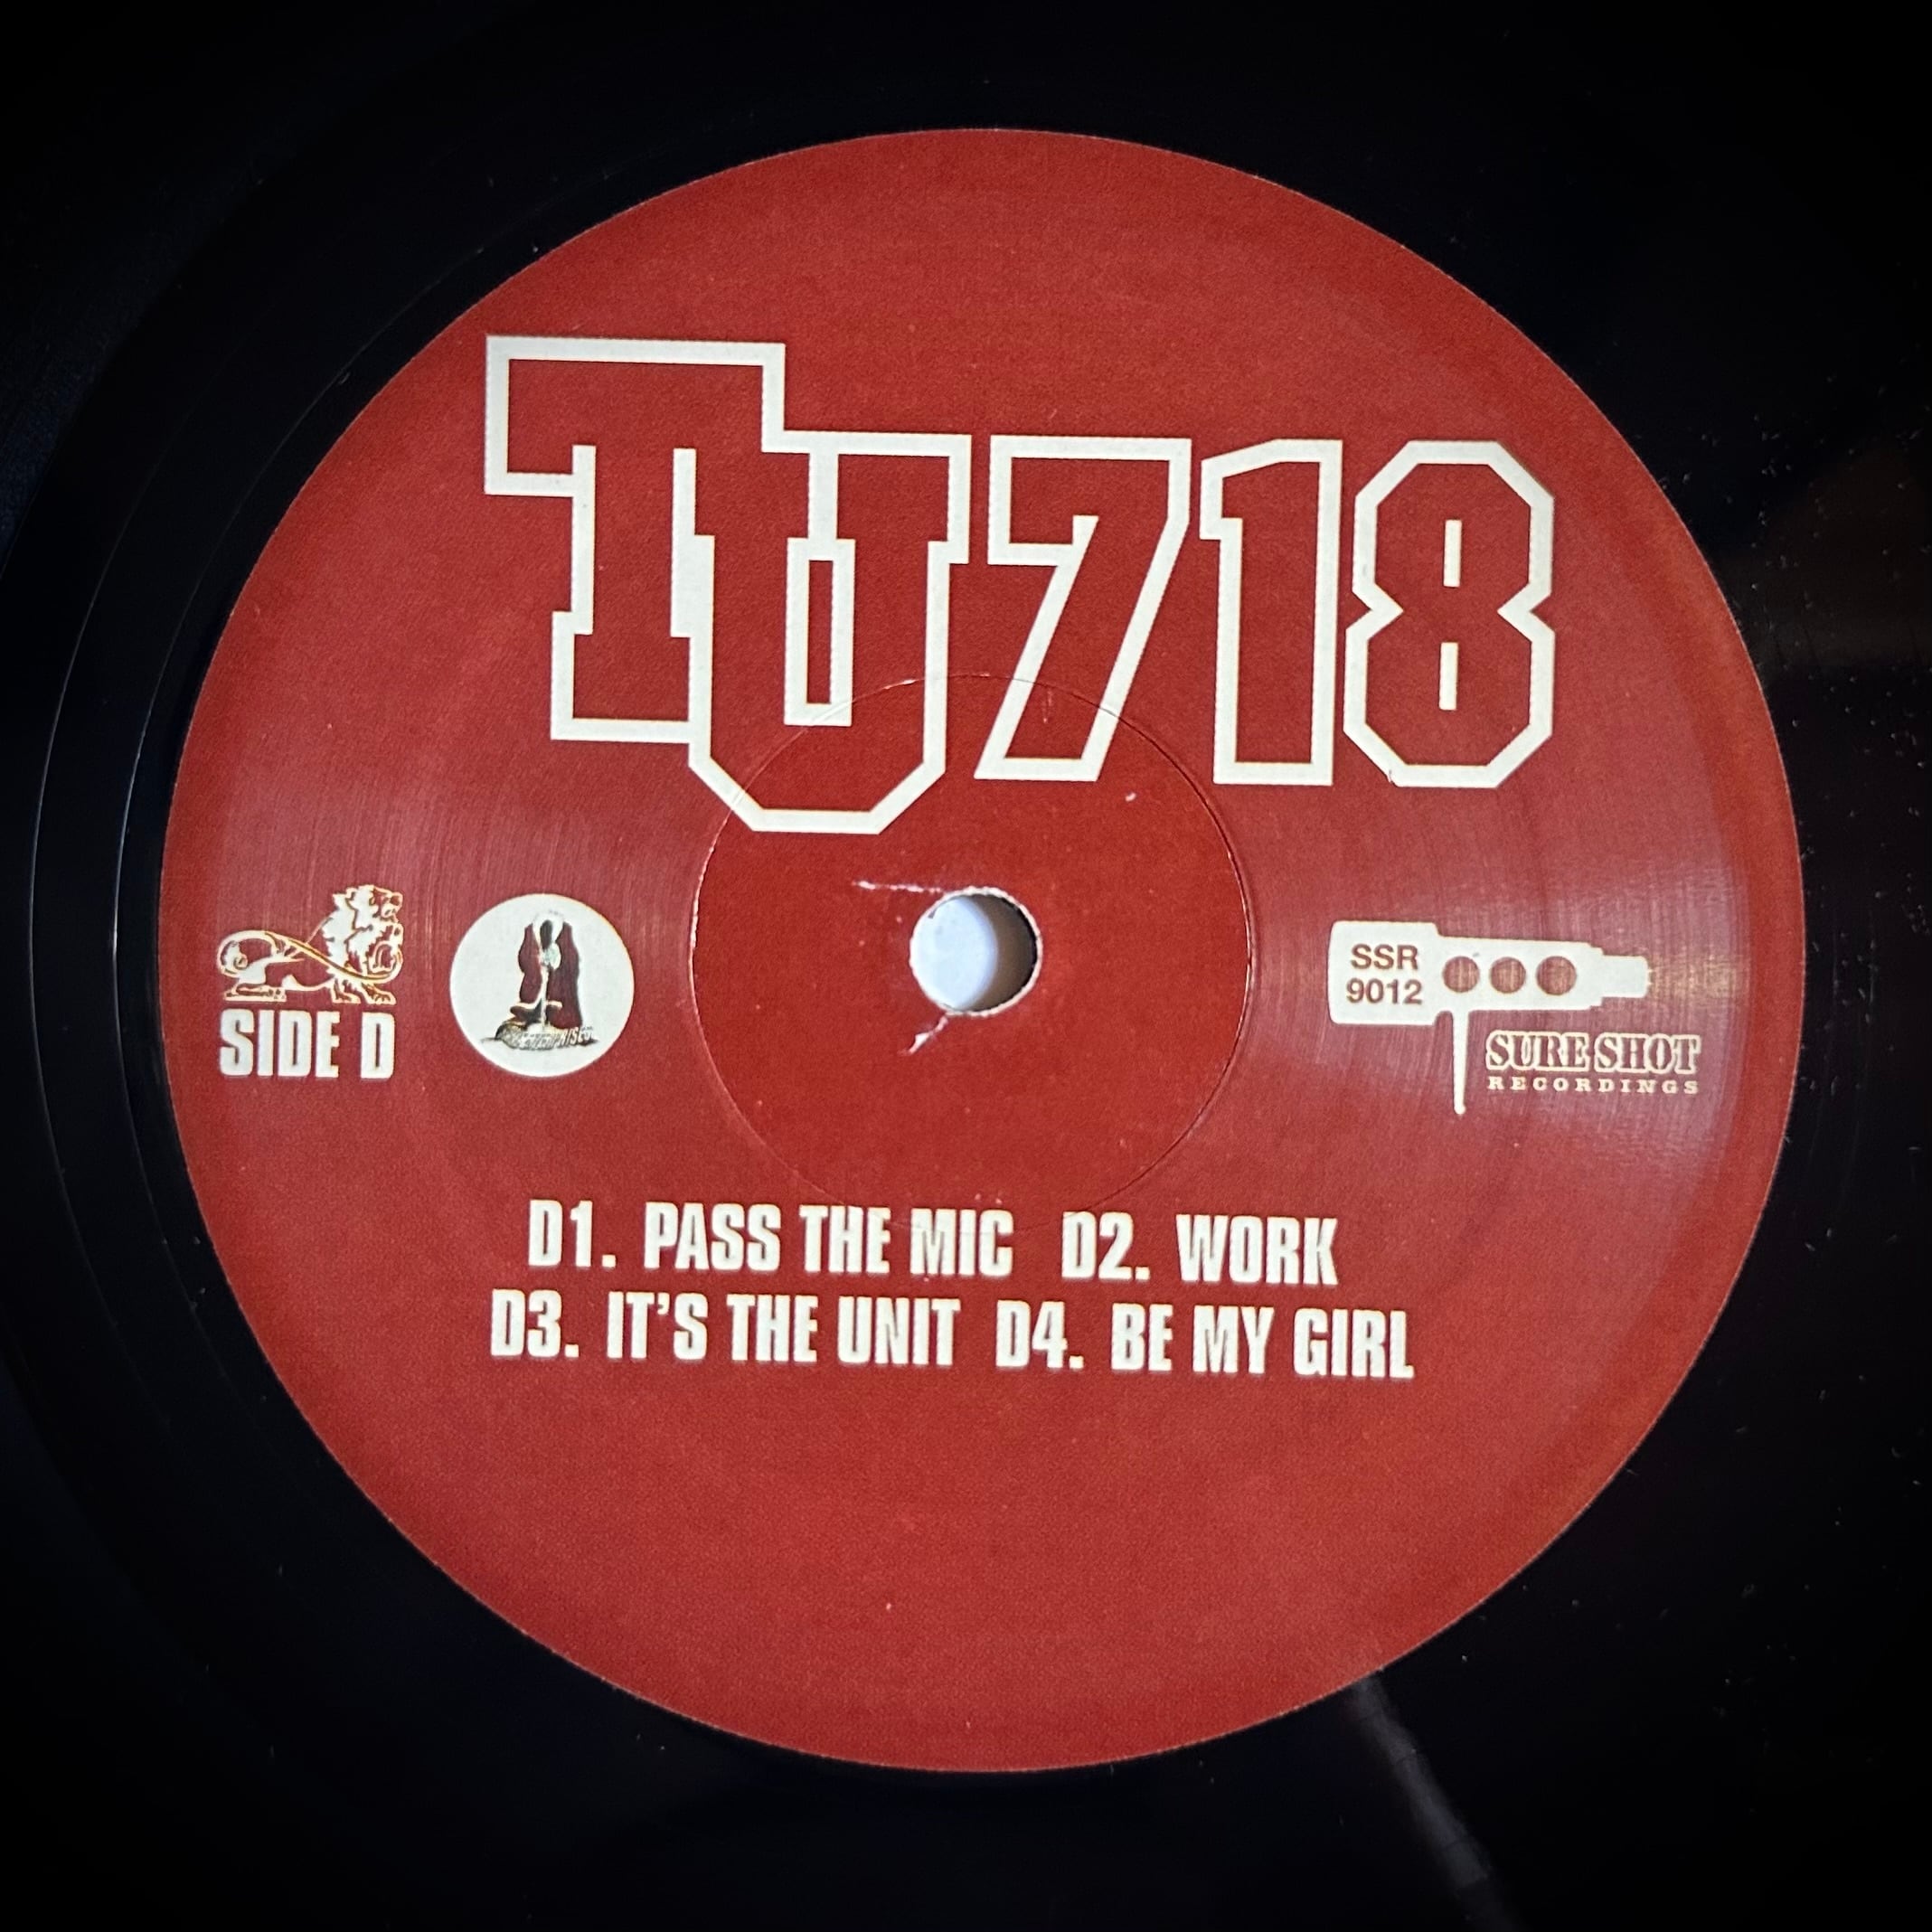 TU718
SIDE D
SSR
9012
SURE SHOT
RECORDINGS
D1. PASS THE MIC D2. WORK
D3. IT'S THE UNIT D4. BE MY GIRL